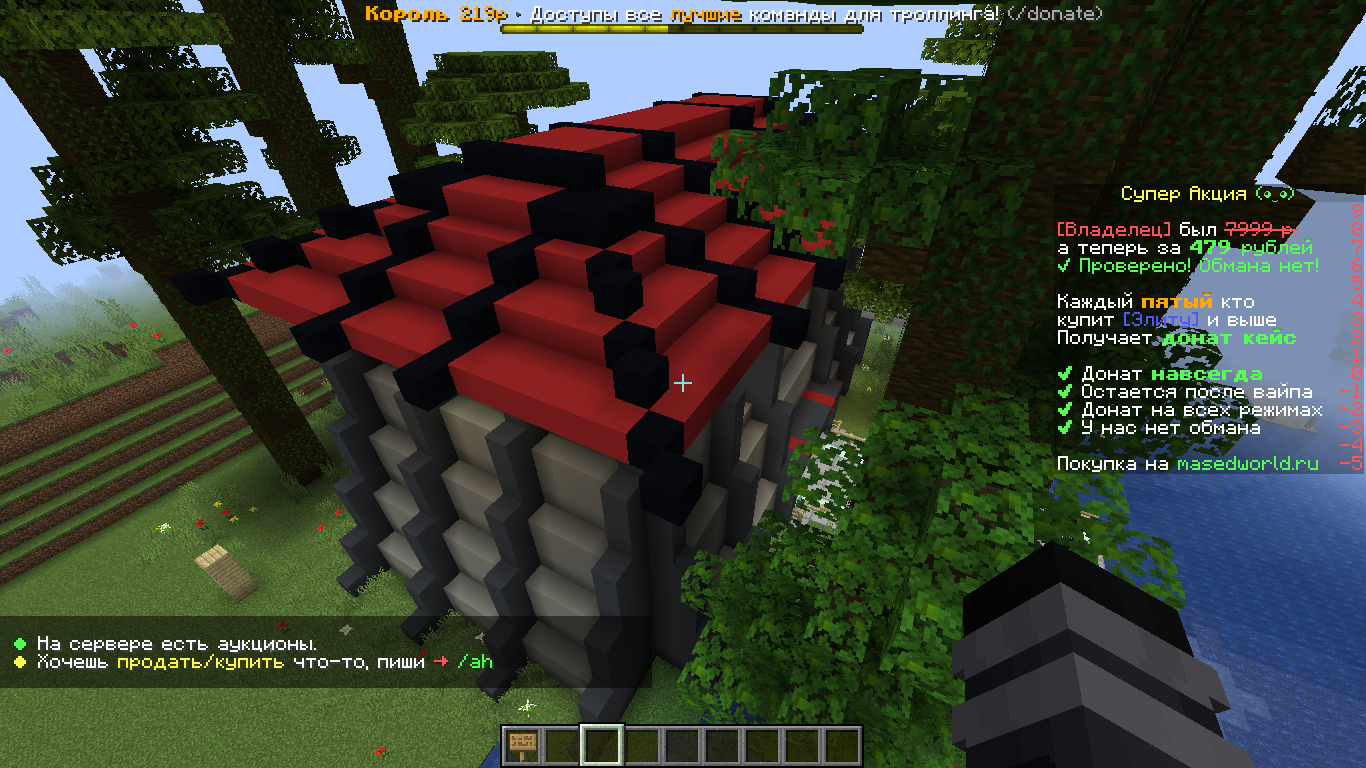 Король 219р · Доступы все лучшие команды для троллинга! (/donate)
Супер Акция (◕‿◕)
[Владелец] был 7999 р.
а теперь за 479 рублей
✔ Проверено! Обмана нет!
Каждый пятый кто
купит [Элиту] и выше
Получает донат кейс
✔ Донат навсегда
✔ Остается после вайпа
✔ Донат на всех режимах
✔ У нас нет обмана
Покупка на masedworld.ru
На сервере есть аукционы.
Хочешь продать/купить что-то, пиши → /ah